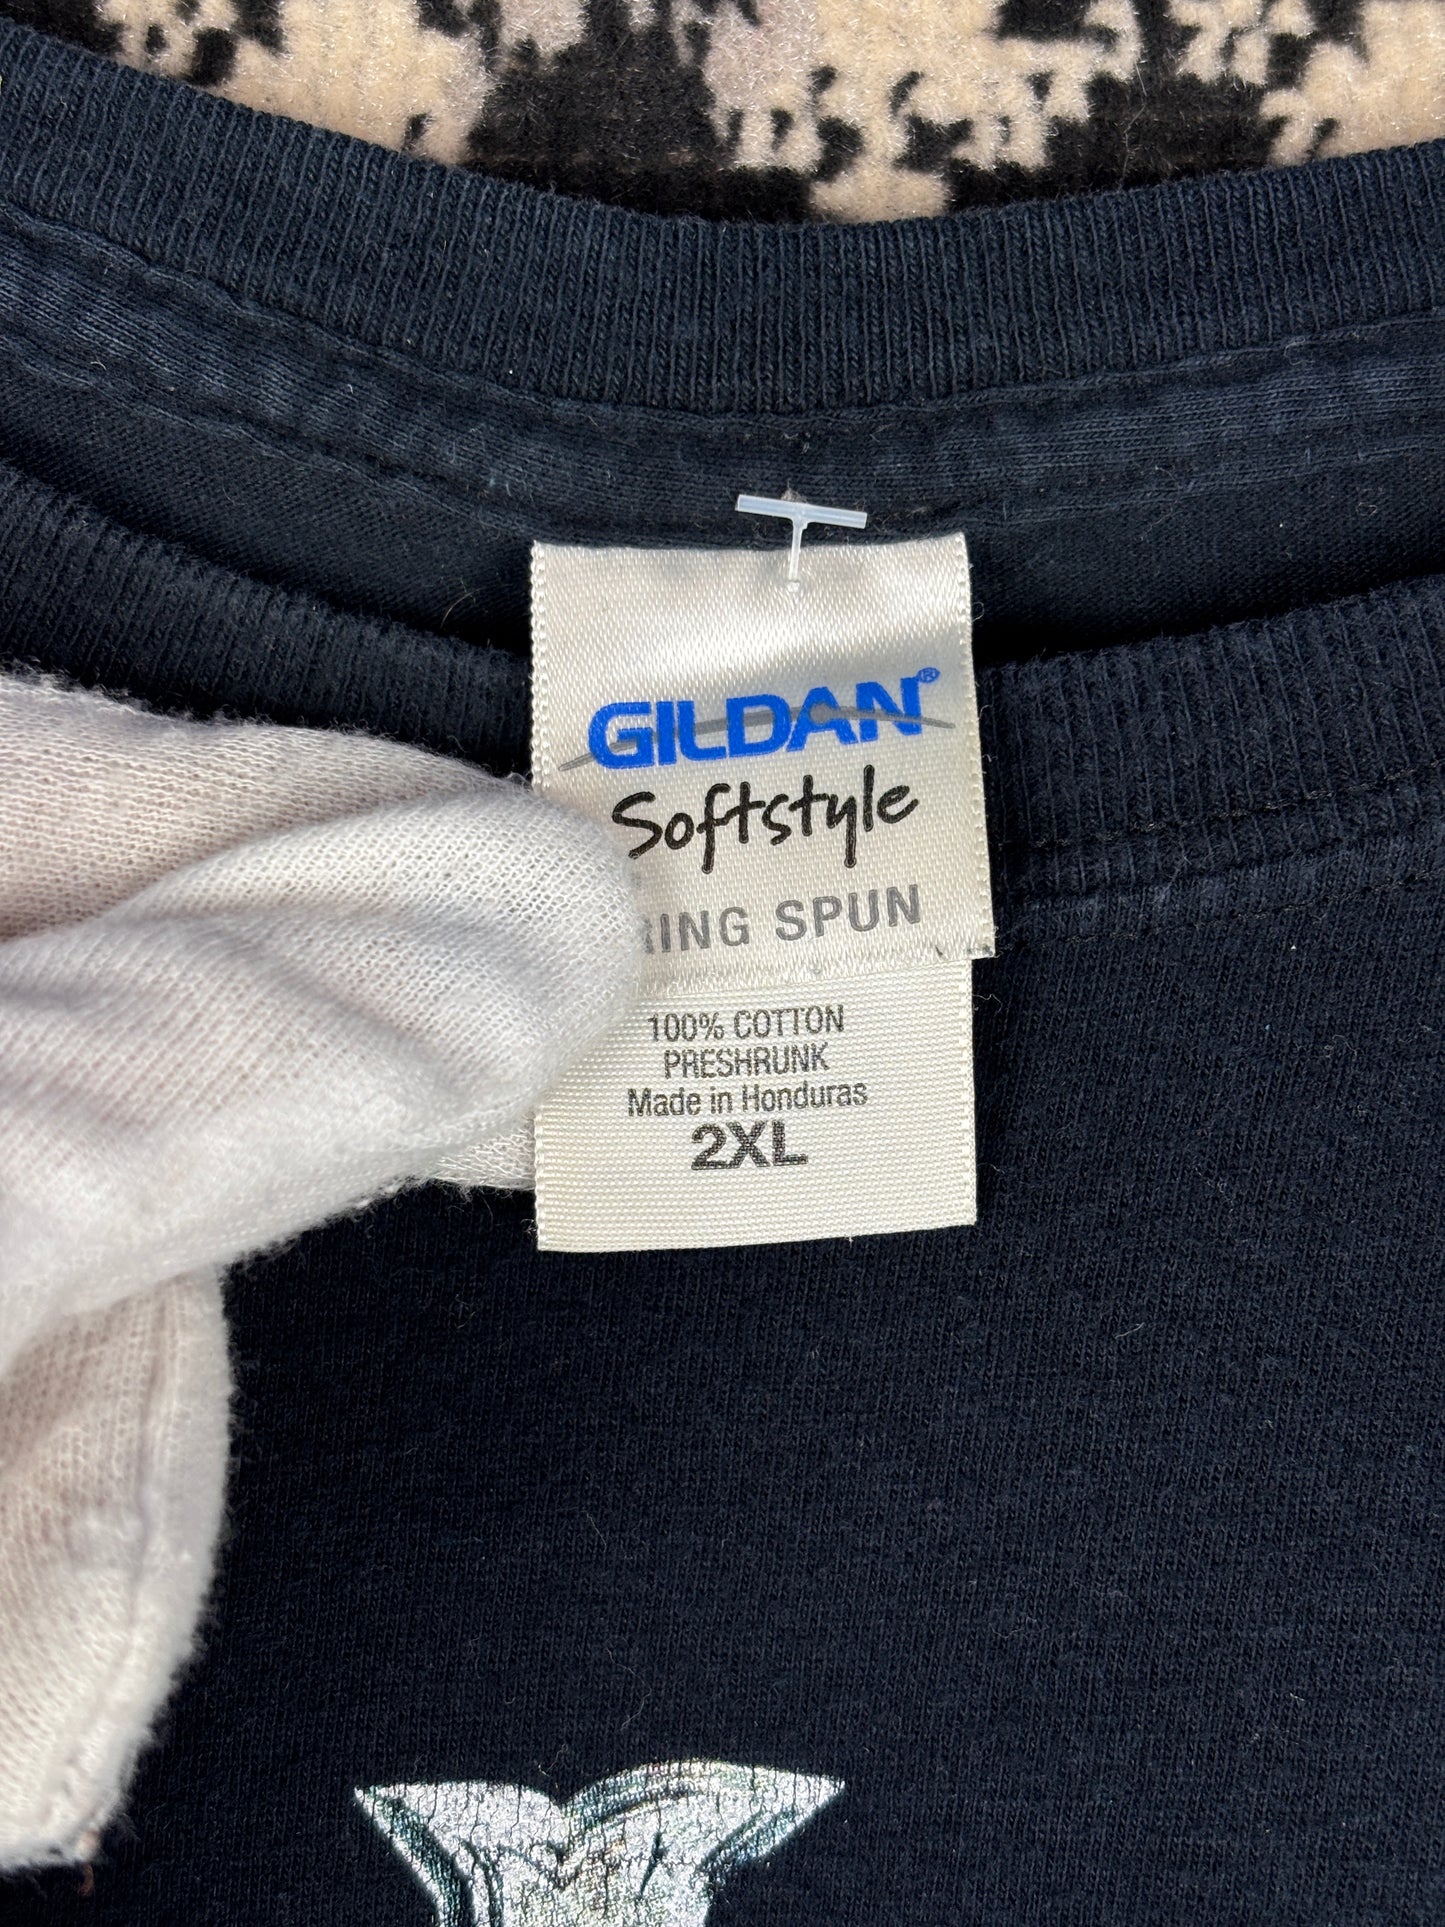 GILDAN®
Softstyle
RING SPUN
100% COTTON
PRESHRUNK
Made in Honduras
2XL